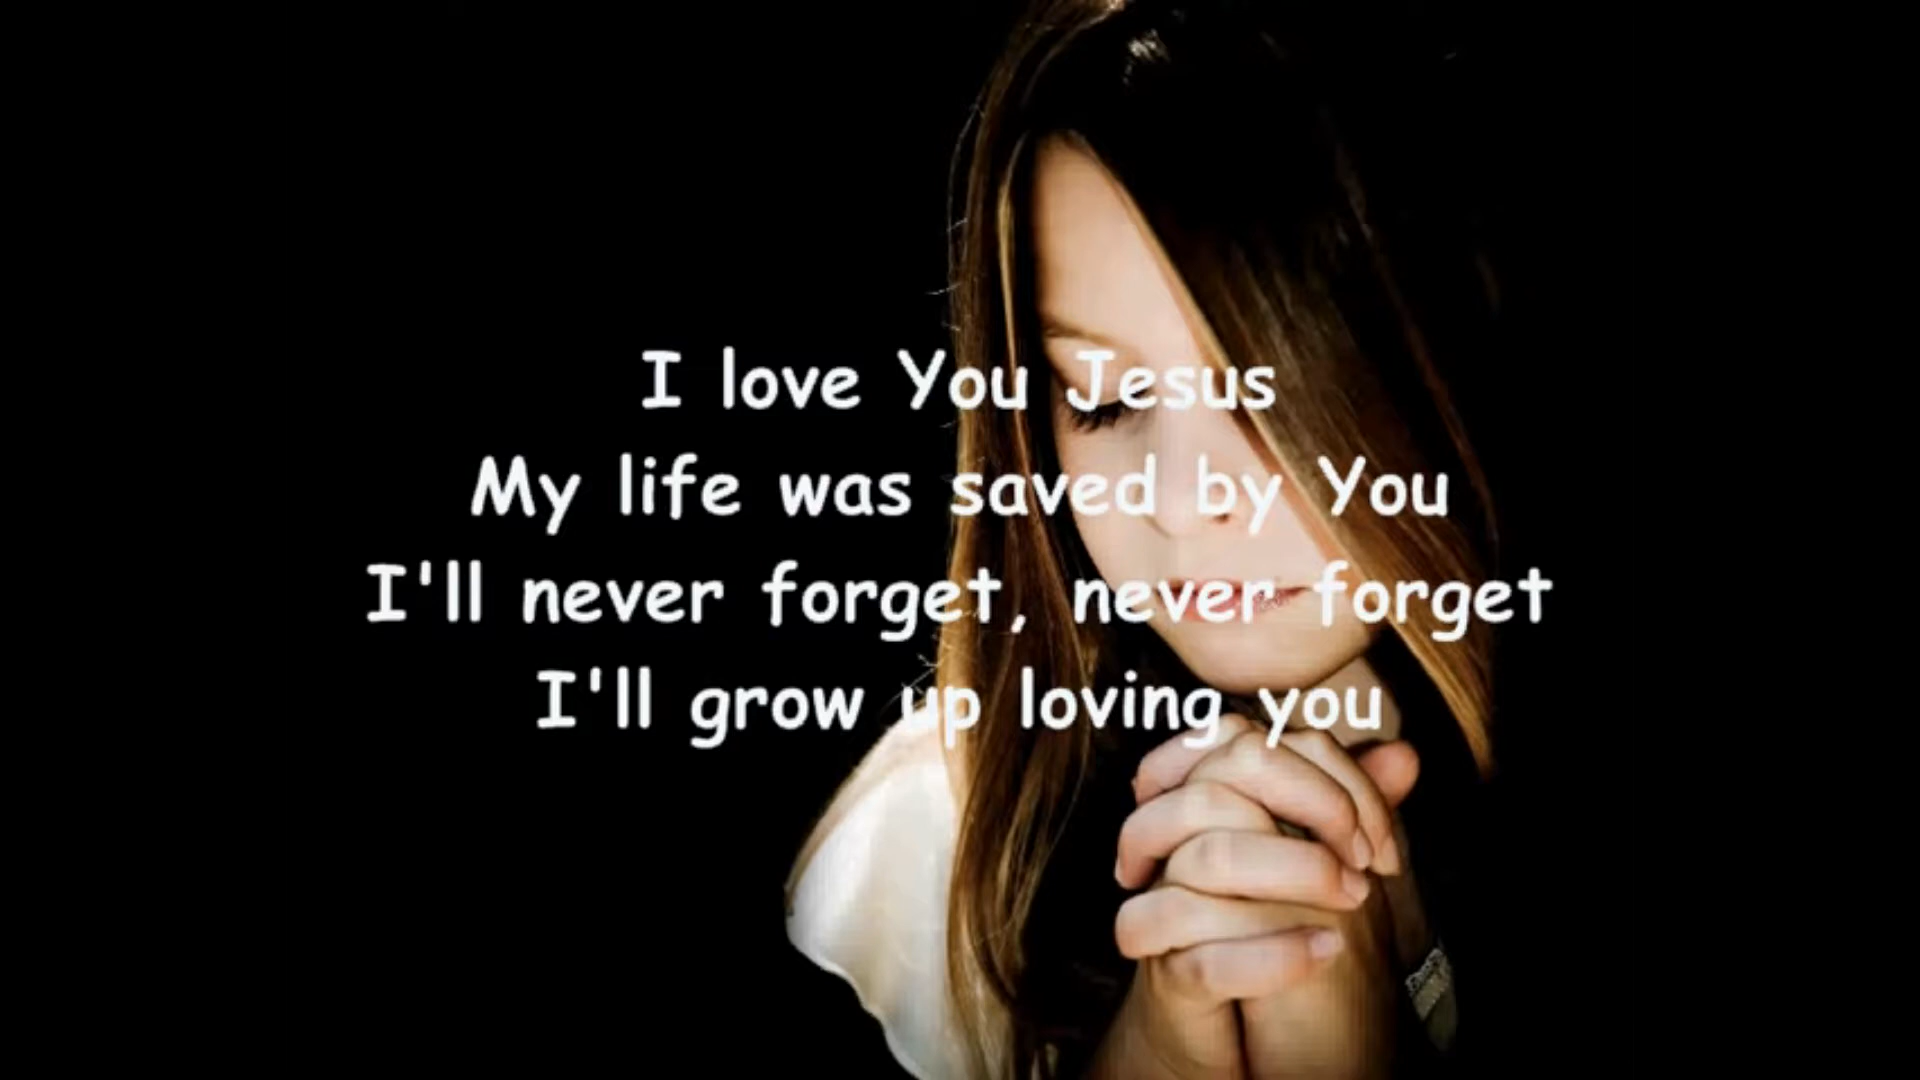 I love You Jesus
My life was saved by You
I'll never forget, never forget
I'll grow up loving you